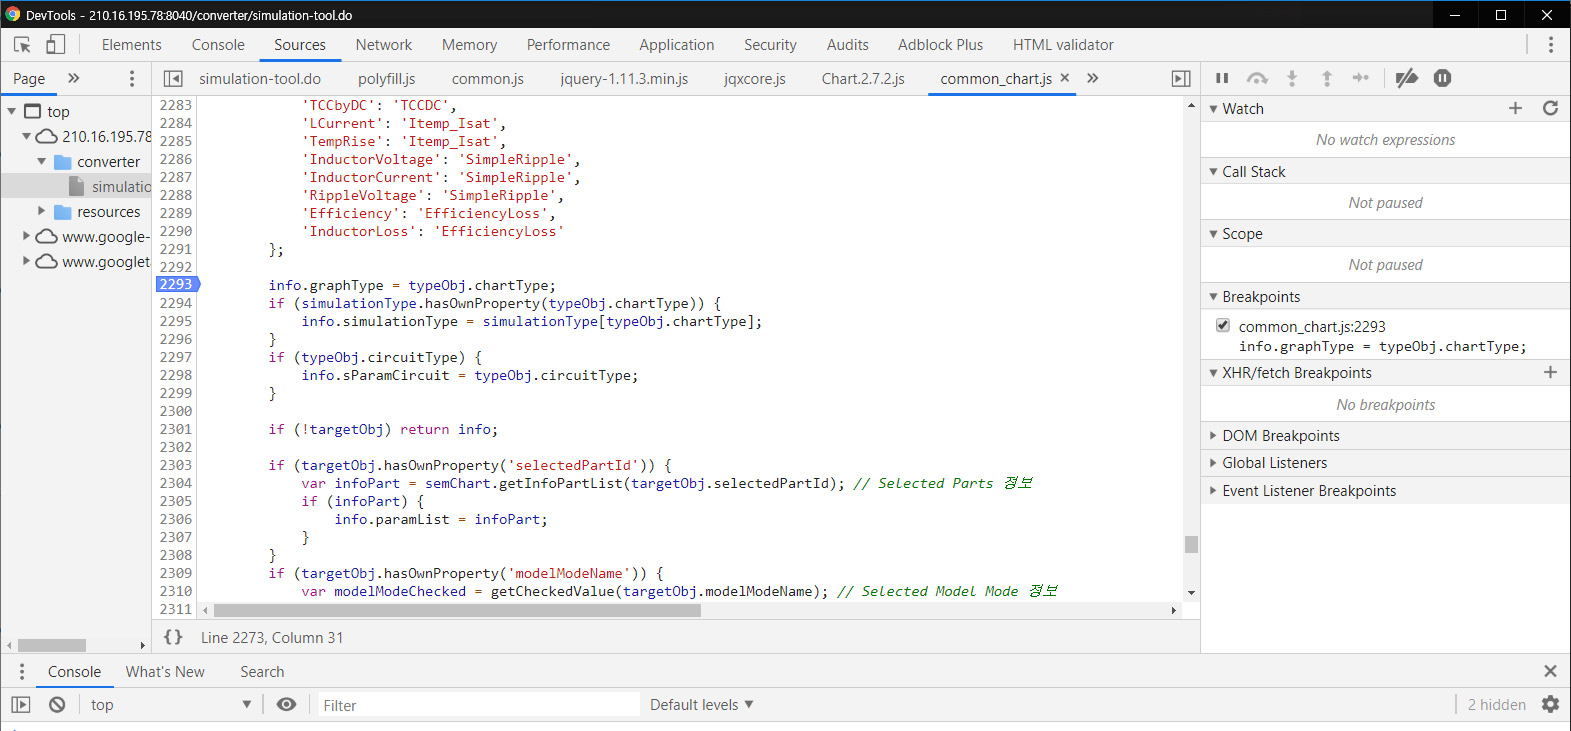 DevTools - 210.16.195.78:8040/converter/simulation-tool.do
Elements Console Sources Network Memory Performance Application Security Audits Adblock Plus HTML validator
Page » simulation-tool.do polyfill.js common.js jquery-1.11.3.min.js jqxcore.js Chart.2.7.2.js common_chart.js × »
top
210.16.195.78
converter
simulatio
resources
www.google-
www.googleta
2283 'TCCbyDC': 'TCCDC',
2284 'LCurrent': 'Itemp_Isat',
2285 'TempRise': 'Itemp_Isat',
2286 'InductorVoltage': 'SimpleRipple',
2287 'InductorCurrent': 'SimpleRipple',
2288 'RippleVoltage': 'SimpleRipple',
2289 'Efficiency': 'EfficiencyLoss',
2290 'InductorLoss': 'EfficiencyLoss'
2291 };
2292
2293 info.graphType = typeObj.chartType;
2294 if (simulationType.hasOwnProperty(typeObj.chartType)) {
2295 info.simulationType = simulationType[typeObj.chartType];
2296 }
2297 if (typeObj.circuitType) {
2298 info.sParamCircuit = typeObj.circuitType;
2299 }
2300
2301 if (!targetObj) return info;
2302
2303 if (targetObj.hasOwnProperty('selectedPartId')) {
2304 var infoPart = semChart.getInfoPartList(targetObj.selectedPartId); // Selected Parts 정보
2305 if (infoPart) {
2306 info.paramList = infoPart;
2307 }
2308 }
2309 if (targetObj.hasOwnProperty('modelModeName')) {
2310 var modelModeChecked = getCheckedValue(targetObj.modelModeName); // Selected Model Mode 정보
2311
{} Line 2273, Column 31
Watch
No watch expressions
Call Stack
Not paused
Scope
Not paused
Breakpoints
common_chart.js:2293
info.graphType = typeObj.chartType;
XHR/fetch Breakpoints
No breakpoints
DOM Breakpoints
Global Listeners
Event Listener Breakpoints
Console What's New Search
top Filter Default levels 2 hidden